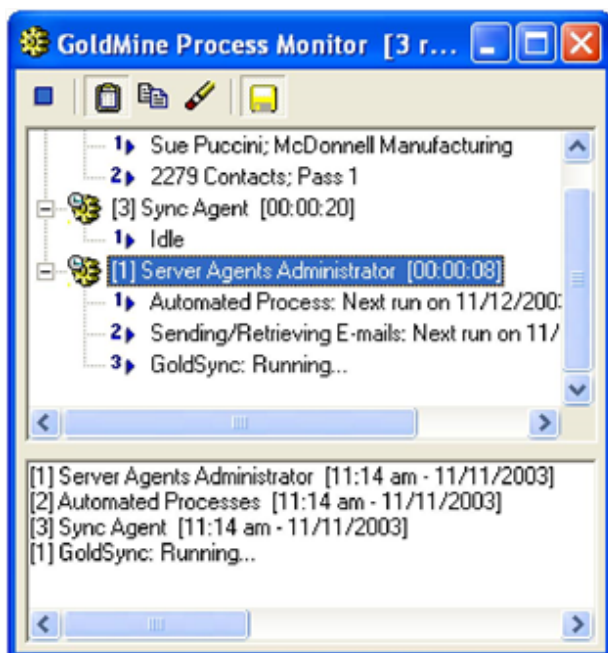 GoldMine Process Monitor [3 r...
1 Sue Puccini; McDonnell Manufacturing
2 2279 Contacts; Pass 1
[3] Sync Agent [00:00:20]
1 Idle
[1] Server Agents Administrator [00:00:08]
1 Automated Process: Next run on 11/12/200
2 Sending/Retrieving E-mails: Next run on 11/
3 GoldSync: Running...
[1] Server Agents Administrator [11:14 am - 11/11/2003]
[2] Automated Processes [11:14 am - 11/11/2003]
[3] Sync Agent [11:14 am - 11/11/2003]
[1] GoldSync: Running...